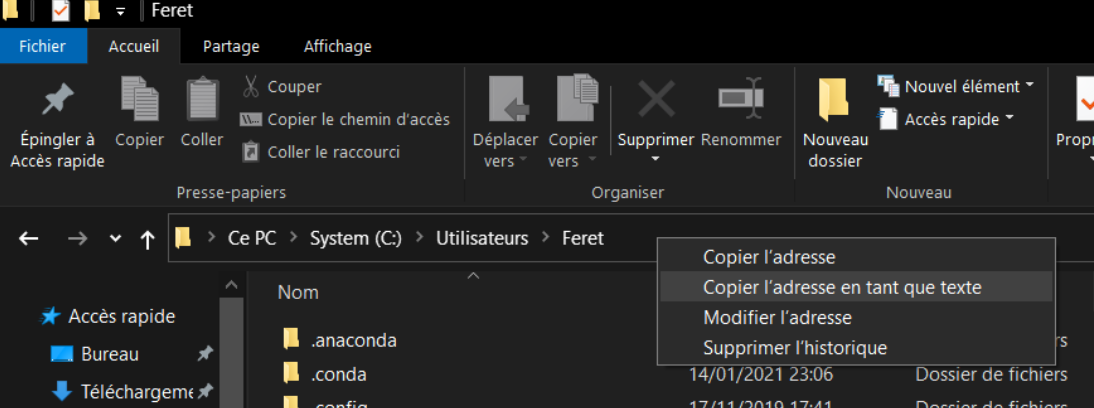 Feret
Fichier Accueil Partage Affichage
Épingler à Accès rapide
Copier
Coller
Couper
Copier le chemin d'accès
Coller le raccourci
Presse-papiers
Déplacer vers
Copier vers
Supprimer
Renommer
Organiser
Nouveau dossier
Nouvel élément
Accès rapide
Nouveau
Ce PC > System (C:) > Utilisateurs > Feret
Copier l'adresse
Copier l'adresse en tant que texte
Modifier l'adresse
Supprimer l'historique
Nom
Accès rapide
Bureau
.anaconda
Téléchargeme
.conda 14/01/2021 23:06 Dossier de fichiers
.config 17/11/2019 17:41 Dossier de fichiers